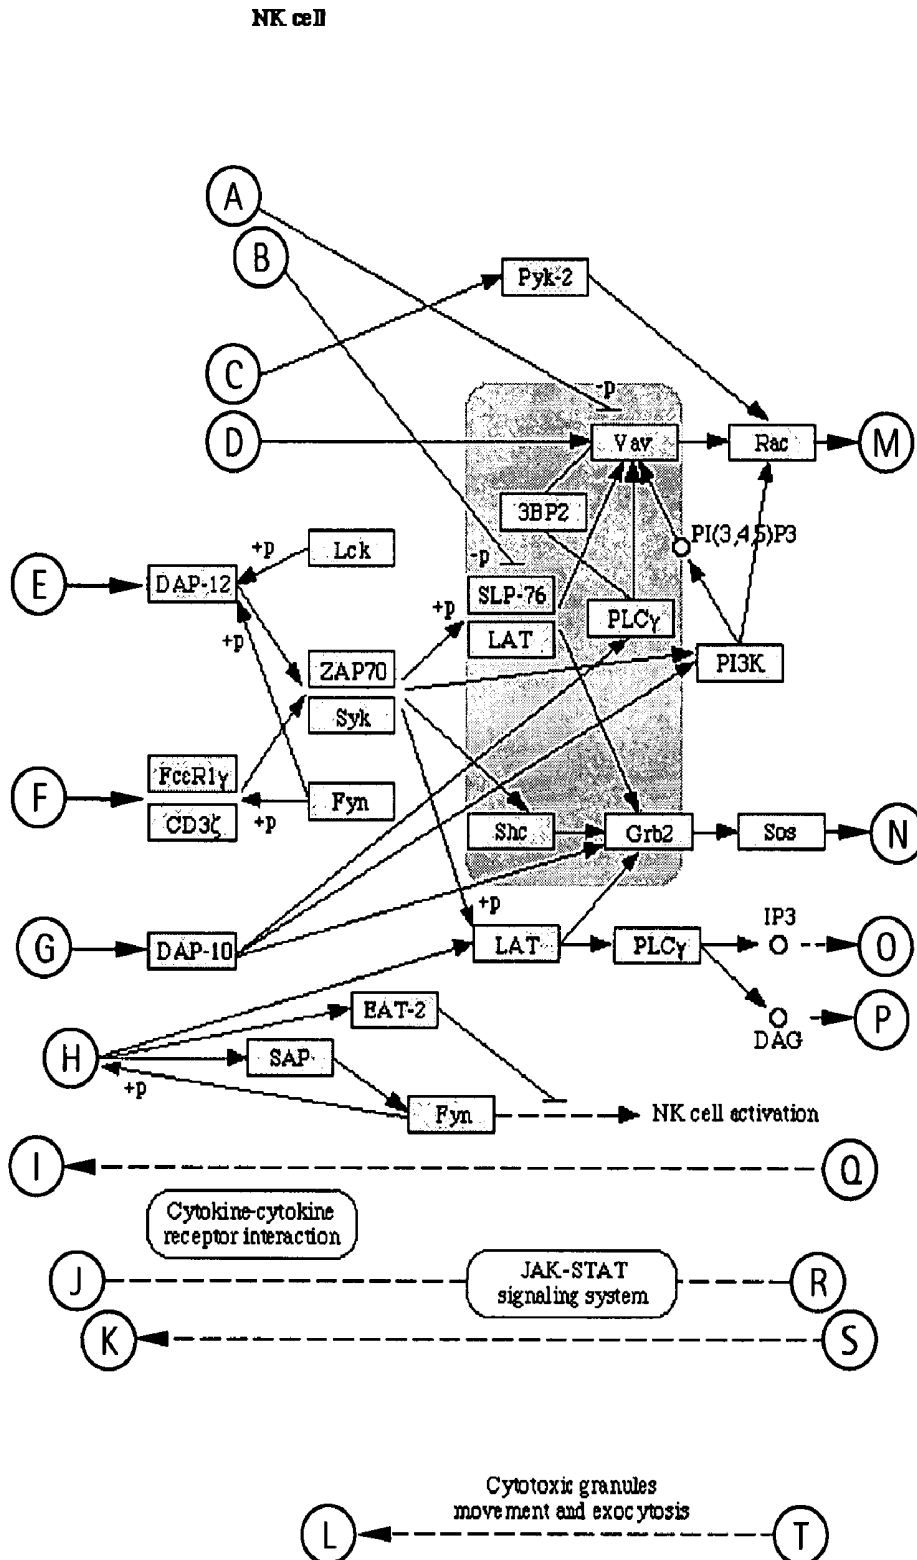 NK cell
A
B
Pyk-2
C
-p
D
Vav
Rac
M
3BP2
PI(3,4,5)P3
+p
Lck
-p
E
DAP-12
SLP-76
+p
+p
PLCγ
LAT
ZAP70
PI3K
Syk
FcεR1γ
F
Fyn
CD3ζ
+p
Shc
Grb2
Sos
N
+p
IP3
G
DAP-10
LAT
PLCγ
O
EAT-2
P
DAG
H
SAP
+p
Fyn
NK cell activation
I
Q
Cytokine-cytokine
receptor interaction
J
JAK-STAT
signaling system
R
K
S
Cytotoxic granules
movement and exocytosis
L
T